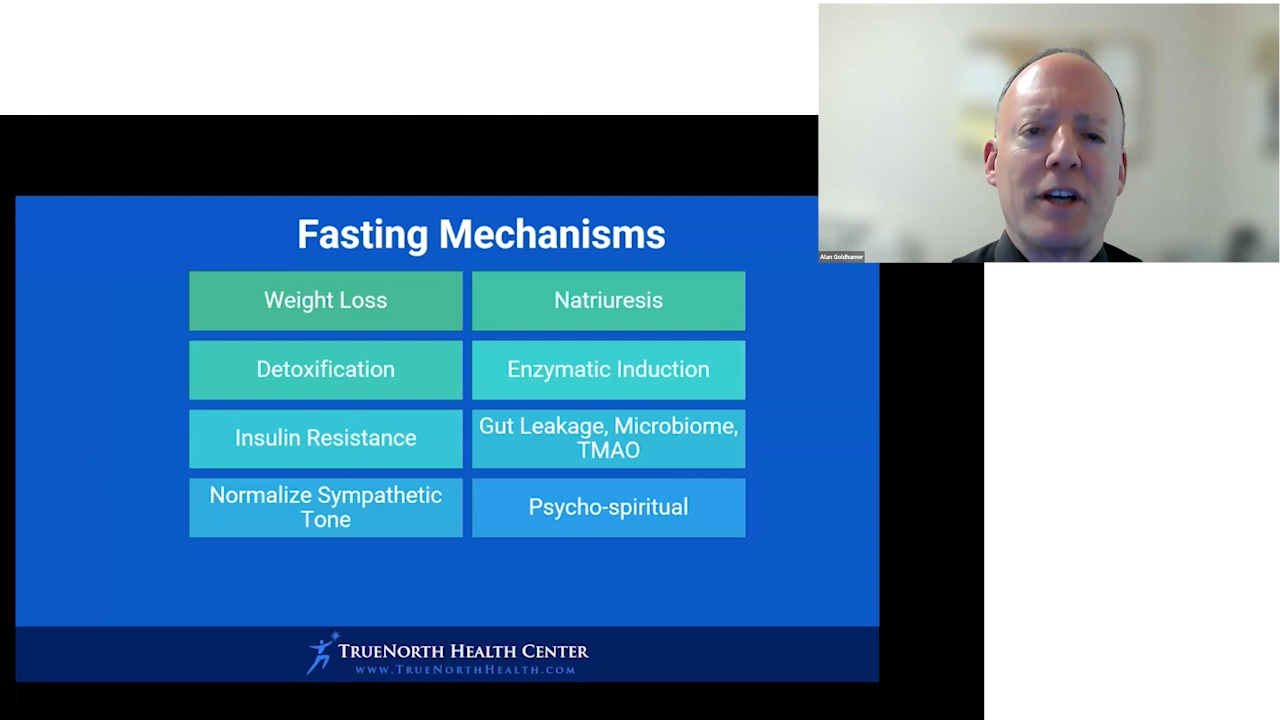 Alan Goldhamer
Fasting Mechanisms
Weight Loss
Natriuresis
Detoxification
Enzymatic Induction
Insulin Resistance
Gut Leakage, Microbiome,
TMAO
Normalize Sympathetic
Tone
Psycho-spiritual
TrueNorth Health Center
www.TrueNorthHealth.com